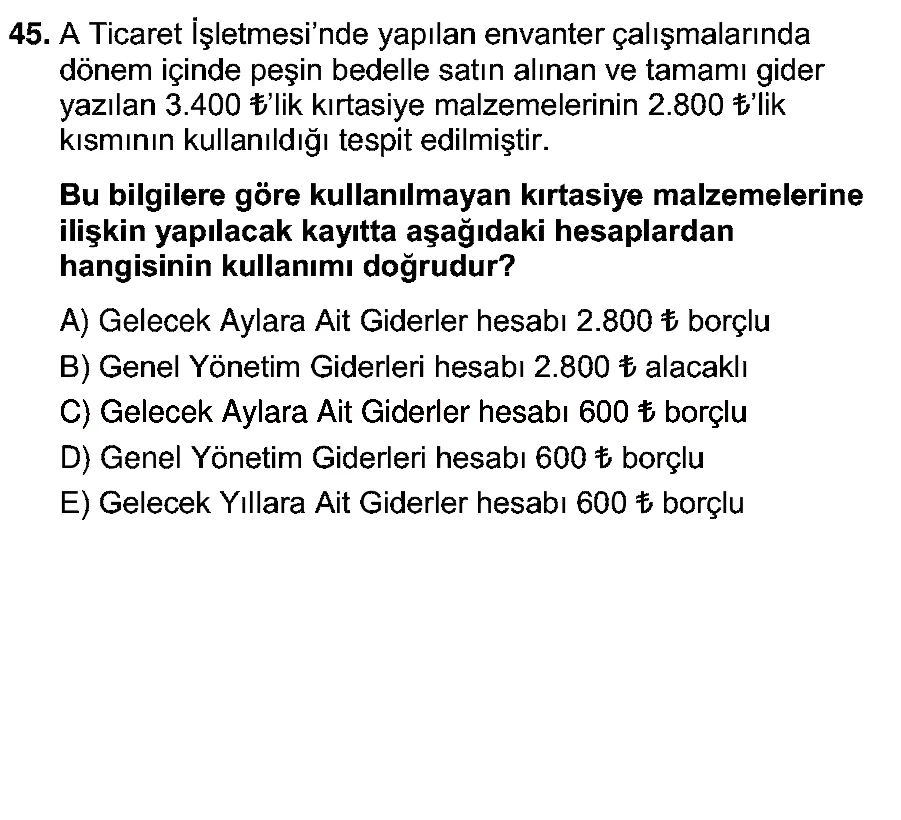 45. A Ticaret İşletmesi’nde yapılan envanter çalışmalarında
dönem içinde peşin bedelle satın alınan ve tamamı gider
yazılan 3.400 ₺’lik kırtasiye malzemelerinin 2.800 ₺’lik
kısmının kullanıldığı tespit edilmiştir.
Bu bilgilere göre kullanılmayan kırtasiye malzemelerine
ilişkin yapılacak kayıtta aşağıdaki hesaplardan
hangisinin kullanımı doğrudur?
A) Gelecek Aylara Ait Giderler hesabı 2.800 ₺ borçlu
B) Genel Yönetim Giderleri hesabı 2.800 ₺ alacaklı
C) Gelecek Aylara Ait Giderler hesabı 600 ₺ borçlu
D) Genel Yönetim Giderleri hesabı 600 ₺ borçlu
E) Gelecek Yıllara Ait Giderler hesabı 600 ₺ borçlu